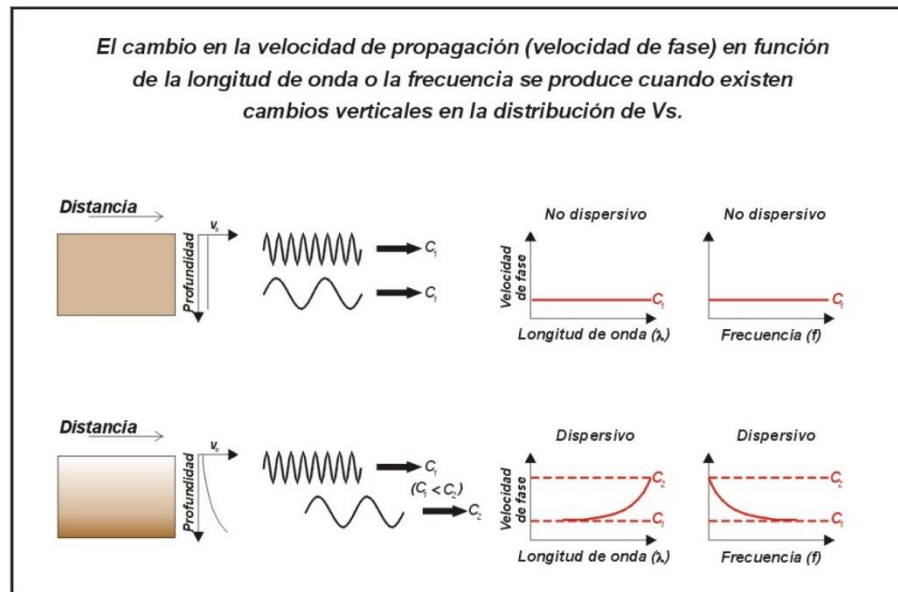 El cambio en la velocidad de propagación (velocidad de fase) en función
de la longitud de onda o la frecuencia se produce cuando existen
cambios verticales en la distribución de Vs.
Distancia
Vs
Profundidad
C1
C1
No dispersivo
Velocidad
de fase
C1
Longitud de onda (λ)
No dispersivo
C1
Frecuencia (f)
Distancia
Vs
Profundidad
C1
(C1 < C2)
C2
Dispersivo
Velocidad
de fase
C2
C1
Longitud de onda (λ)
Dispersivo
C2
C1
Frecuencia (f)